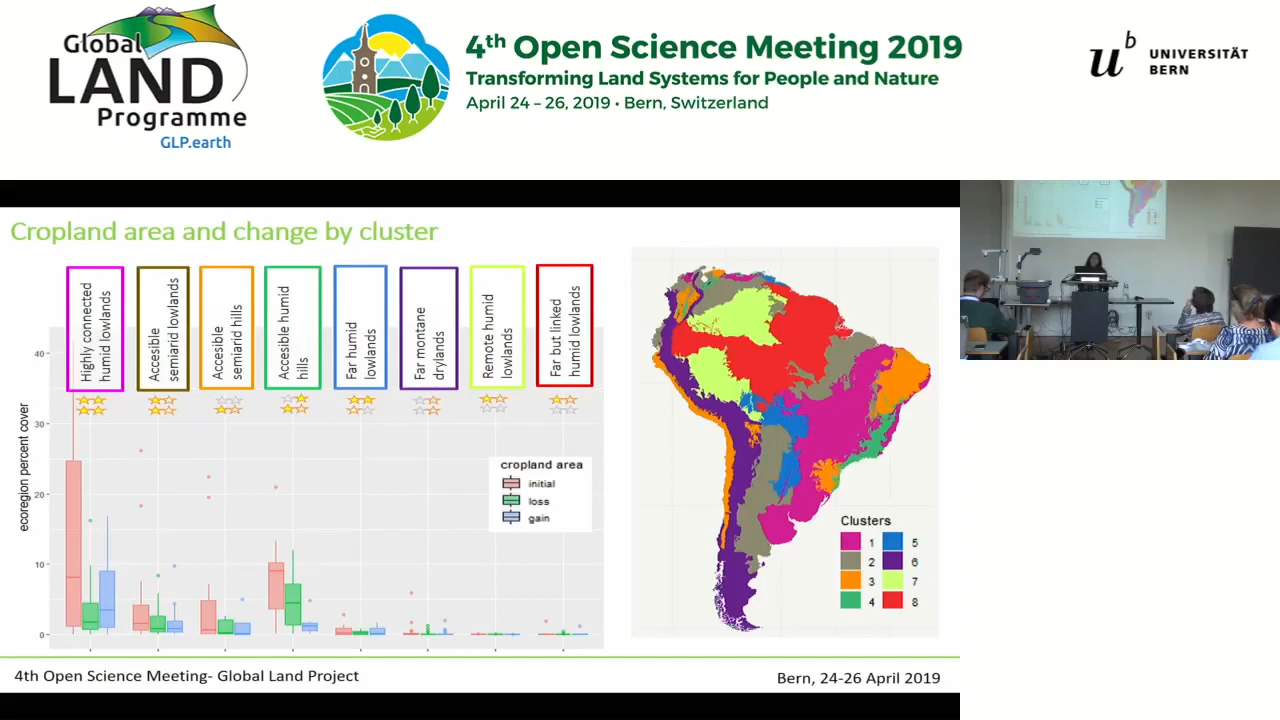 Global
LAND
Programme
GLP.earth
4th Open Science Meeting 2019
Transforming Land Systems for People and Nature
April 24 – 26, 2019 • Bern, Switzerland
u b
UNIVERSITÄT
BERN
Cropland area and change by cluster
Highly connected
humid lowlands
Accesible
semiarid lowlands
Accesible
semiarid hills
Accessible humid
hills
Far humid
lowlands
Far montane
drylands
Remote humid
lowlands
Far but linked
humid lowlands
ecoregion percent cover
40
30
20
10
0
cropland area
initial
loss
gain
Clusters
1 5
2 6
3 7
4 8
4th Open Science Meeting- Global Land Project
Bern, 24-26 April 2019